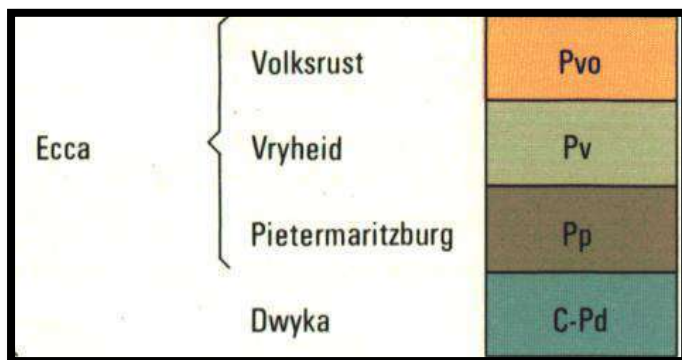 Volksrust Pvo
Ecca Vryheid Pv
Pietermaritzburg Pp
Dwyka C-Pd